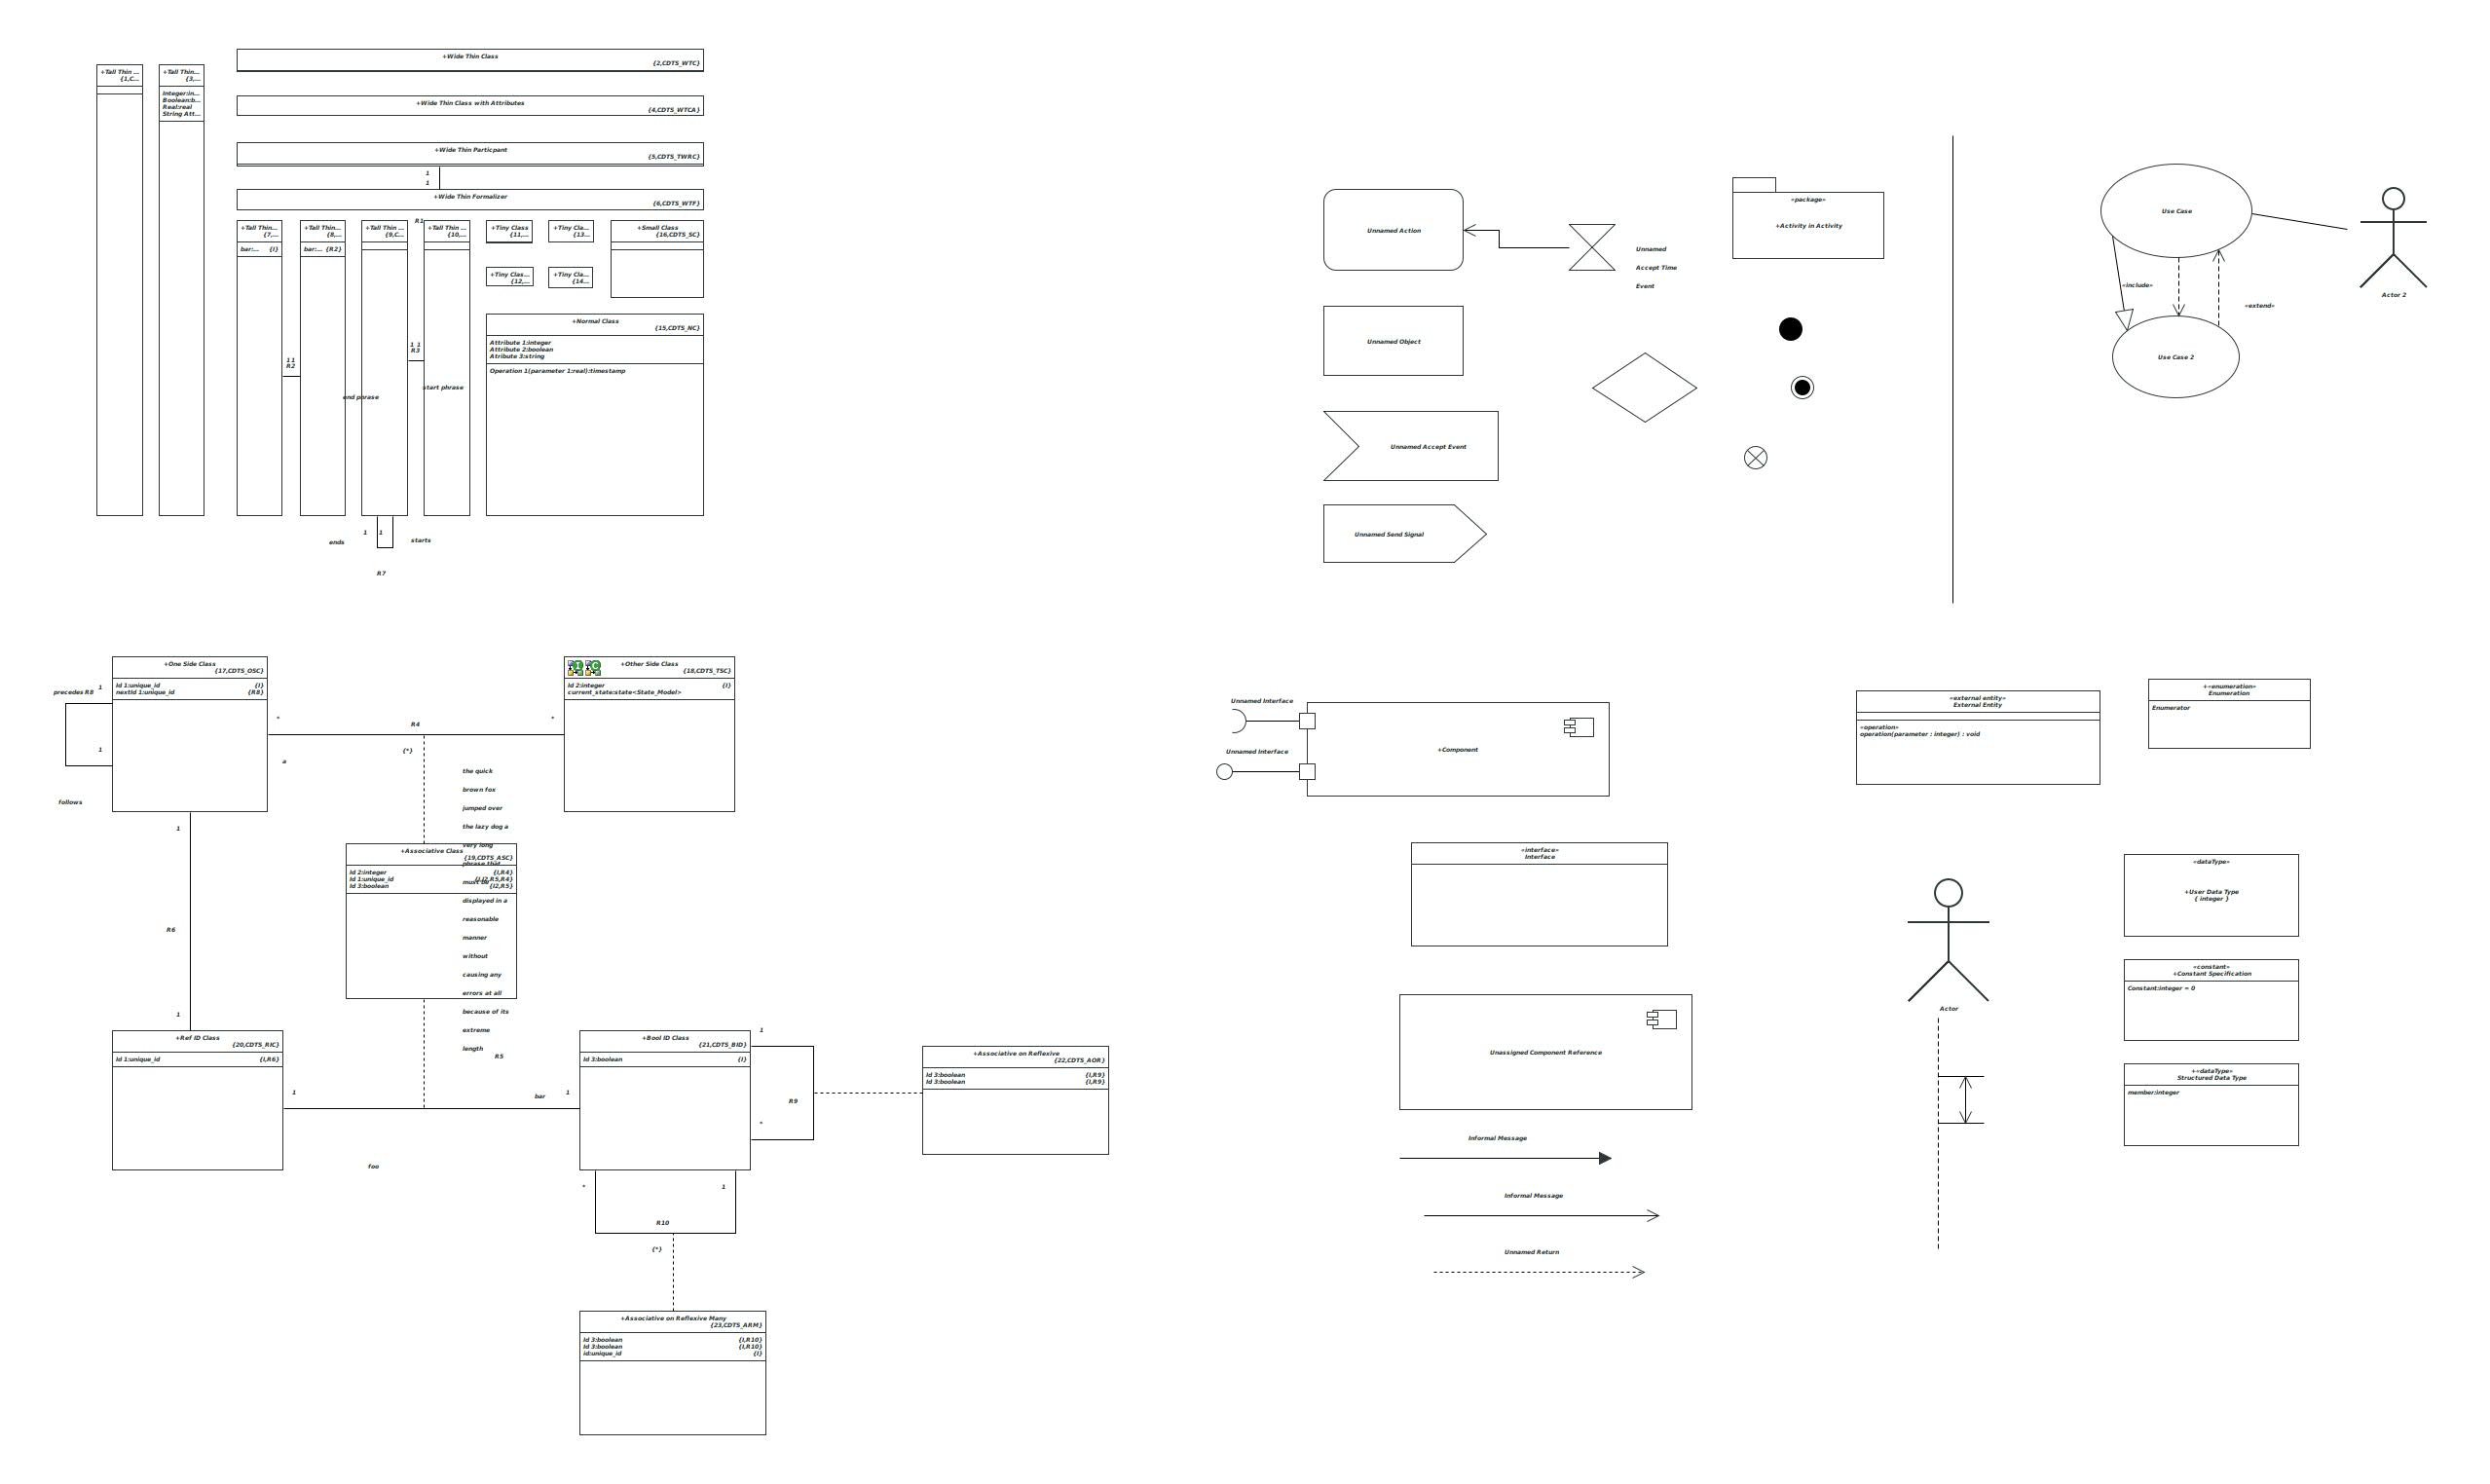 +Wide Thin Class
{2,CDTS_WTC}
+Tall Thin ...
{1,C...
+Tall Thin...
{3,...
Integer:in...
Boolean:b...
Real:real
String Att...
+Wide Thin Class with Attributes
{4,CDTS_WTCA}
+Wide Thin Particpant
{5,CDTS_TWRC}
1
1
+Wide Thin Formalizer
{6,CDTS_WTF}
R1
+Tall Thin...
{7,...
bar:... {I}
+Tall Thin...
{8,...
bar:... {R2}
+Tall Thin ...
{9,C...
+Tall Thin ...
{10,...
+Tiny Class
{11,...
+Tiny Cla...
{13...
+Small Class
{16,CDTS_SC}
+Tiny Clas...
{12,...
+Tiny Cla...
{14...
+Normal Class
{15,CDTS_NC}
Attribute 1:integer
Attribute 2:boolean
Atribute 3:string
Operation 1(parameter 1:real):timestamp
1 1
R3
1 1
R2
start phrase
end phrase
1 1
ends
starts
R7
Unnamed Action
Unnamed
Accept Time
Event
«package»
+Activity in Activity
Unnamed Object
Unnamed Accept Event
Unnamed Send Signal
Use Case
«include»
«extend»
Use Case 2
Actor 2
+One Side Class
{17,CDTS_OSC}
Id 1:unique_id {I}
nextId 1:unique_id {R8}
precedes R8 1
1
follows
+Other Side Class
{18,CDTS_TSC}
Id 2:integer {I}
current_state:state<State_Model>
*
R4
*
{*}
a
the quick
brown fox
jumped over
the lazy dog a
very long
phrase that
must be
displayed in a
reasonable
manner
without
causing any
errors at all
because of its
extreme
length
R5
+Associative Class
{19,CDTS_ASC}
Id 2:integer {I,R4}
Id 1:unique_id {I,I2,R5,R4}
Id 3:boolean {I2,R5}
1
R6
1
+Ref ID Class
{20,CDTS_RIC}
Id 1:unique_id {I,R6}
1
bar
1
foo
+Bool ID Class
{21,CDTS_BID}
Id 3:boolean {I}
1
R9
*
+Associative on Reflexive
{22,CDTS_AOR}
Id 3:boolean {I,R9}
Id 3:boolean {I,R9}
*
1
R10
{*}
+Associative on Reflexive Many
{23,CDTS_ARM}
Id 3:boolean {I,R10}
Id 3:boolean {I,R10}
id:unique_id {I}
Unnamed Interface
Unnamed Interface
+Component
«external entity»
External Entity
«operation»
operation(parameter : integer) : void
+«enumeration»
Enumeration
Enumerator
«interface»
Interface
Unassigned Component Reference
Informal Message
Informal Message
Unnamed Return
Actor
«dataType»
+User Data Type
{ integer }
«constant»
+Constant Specification
Constant:integer = 0
+«dataType»
Structured Data Type
member:integer